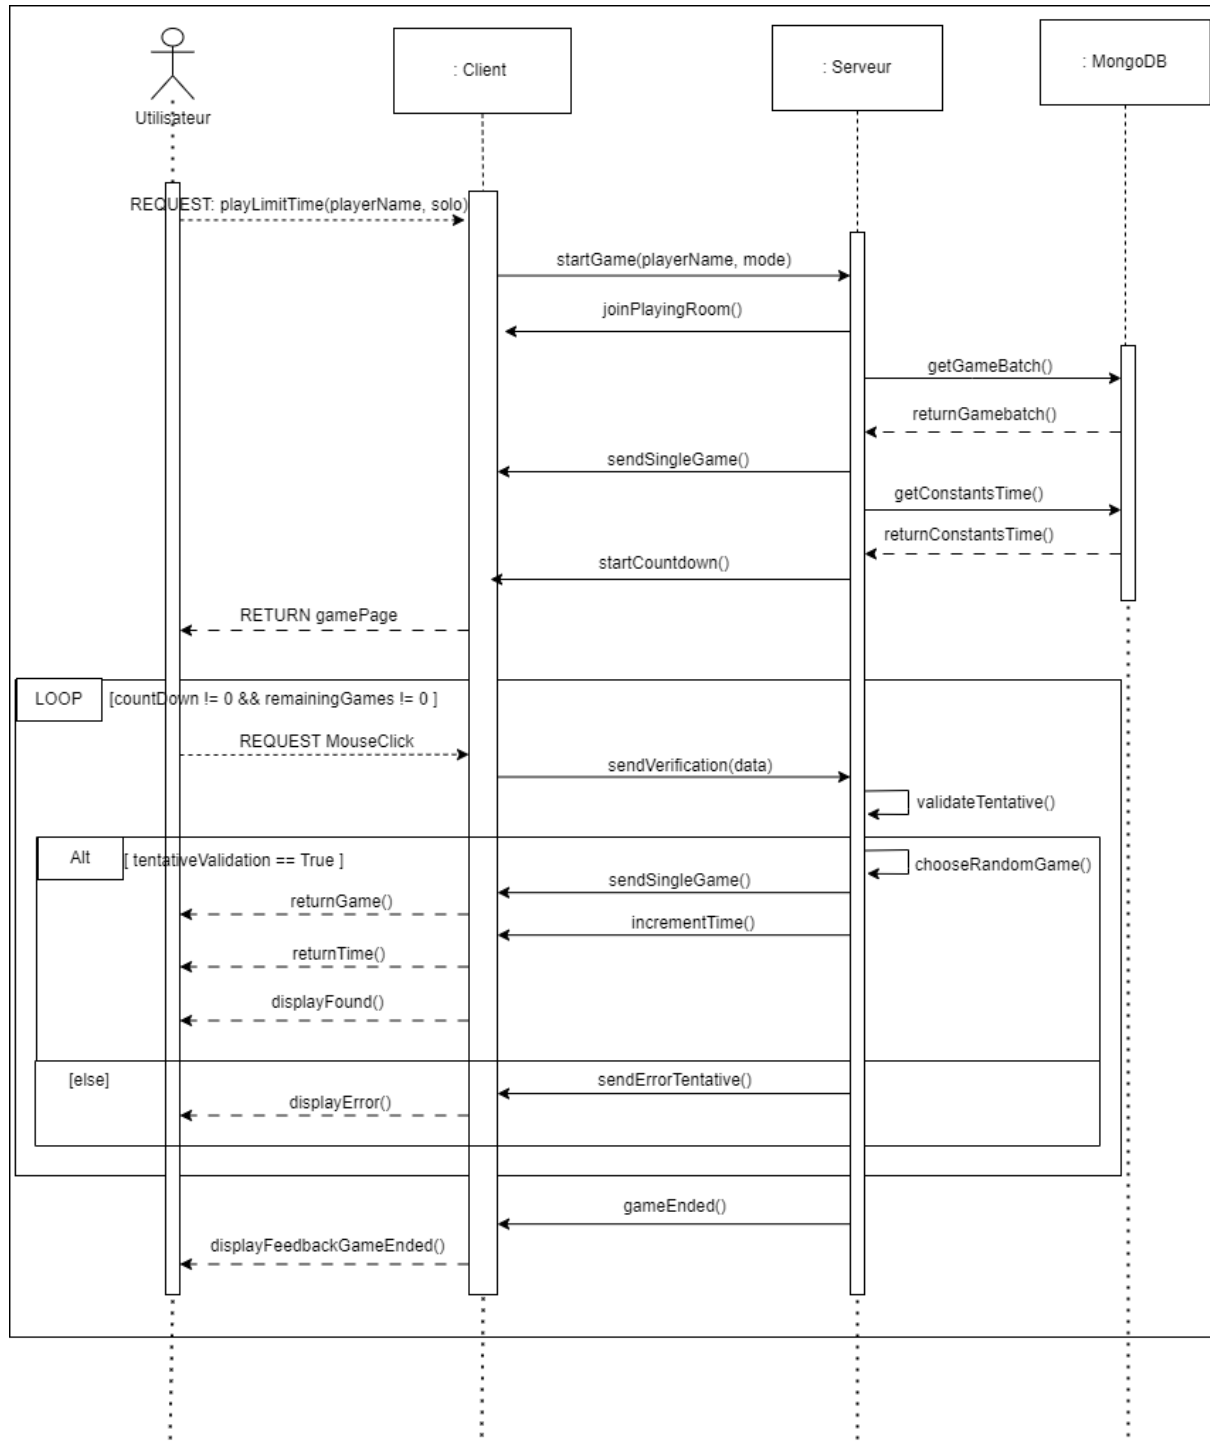 Utilisateur
: Client
: Serveur
: MongoDB
REQUEST: playLimitTime(playerName, solo)
startGame(playerName, mode)
joinPlayingRoom()
getGameBatch()
returnGamebatch()
sendSingleGame()
getConstantsTime()
returnConstantsTime()
startCountdown()
RETURN gamePage
LOOP
[countDown != 0 && remainingGames != 0 ]
REQUEST MouseClick
sendVerification(data)
validateTentative()
Alt
[ tentativeValidation == True ]
chooseRandomGame()
sendSingleGame()
returnGame()
incrementTime()
returnTime()
displayFound()
[else]
sendErrorTentative()
displayError()
gameEnded()
displayFeedbackGameEnded()